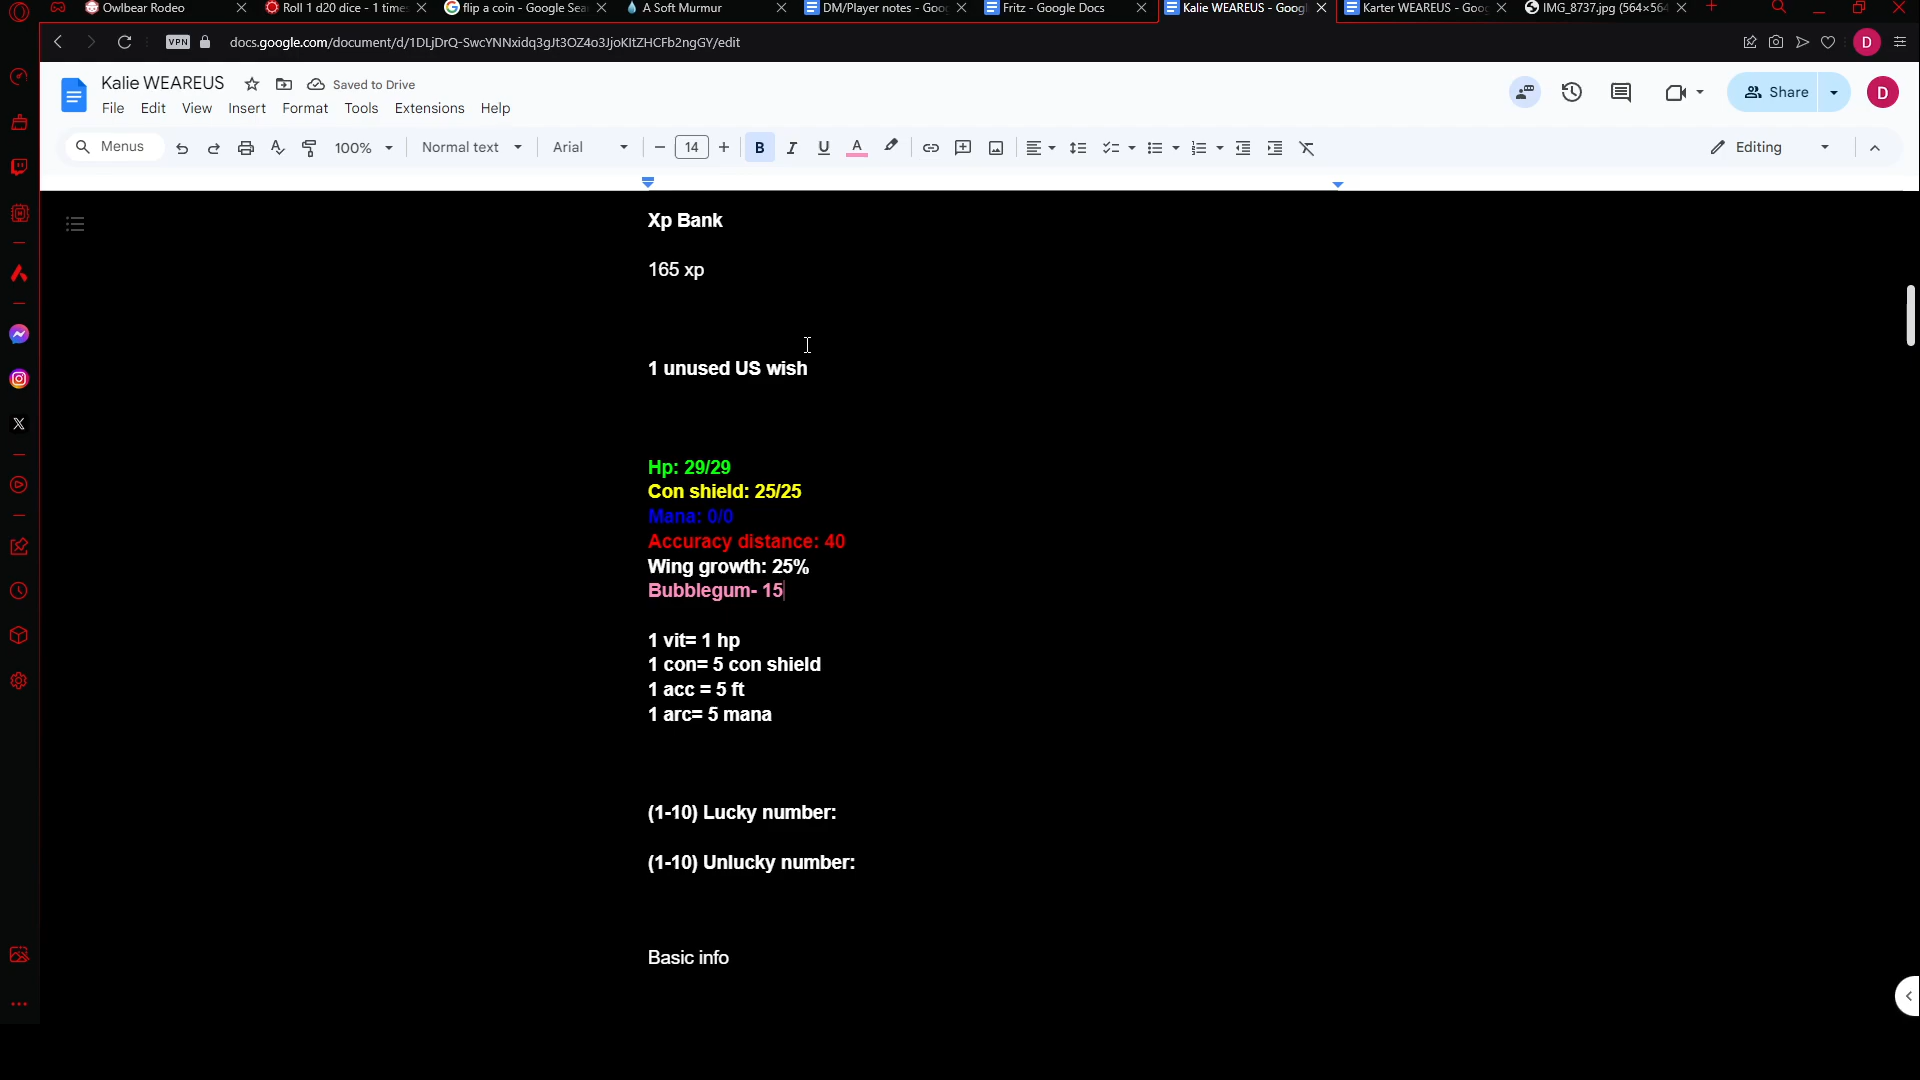 Owlbear Rodeo
Roll 1 d20 dice - 1 time
flip a coin - Google Sea
A Soft Murmur
DM/Player notes - Goo
Fritz - Google Docs
Kalie WEAREUS - Googl
Karter WEAREUS - Goog
IMG_8737.jpg (564×564
VPN
docs.google.com/document/d/1DLjDrQ-SwcYNNxidq3gJt3OZ4o3JjoKltZHCFb2ngGY/edit
D
Kalie WEAREUS
Saved to Drive
File Edit View Insert Format Tools Extensions Help
Share
D
Menus
100%
Normal text
Arial
14
B
I
U
A
Editing
Xp Bank
165 xp
1 unused US wish
Hp: 29/29
Con shield: 25/25
Mana: 0/0
Accuracy distance: 40
Wing growth: 25%
Bubblegum- 15
1 vit= 1 hp
1 con= 5 con shield
1 acc = 5 ft
1 arc= 5 mana
(1-10) Lucky number:
(1-10) Unlucky number:
Basic info